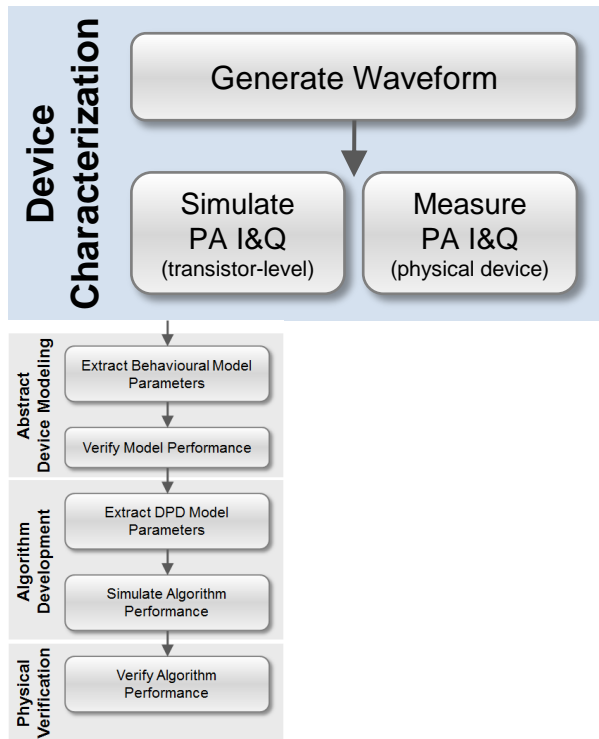 Device
Characterization
Generate Waveform
Simulate
PA I&Q
(transistor-level)
Measure
PA I&Q
(physical device)
Abstract
Device Modeling
Extract Behavioural Model
Parameters
Verify Model Performance
Algorithm
Development
Extract DPD Model
Parameters
Simulate Algorithm
Performance
Physical
Verification
Verify Algorithm
Performance